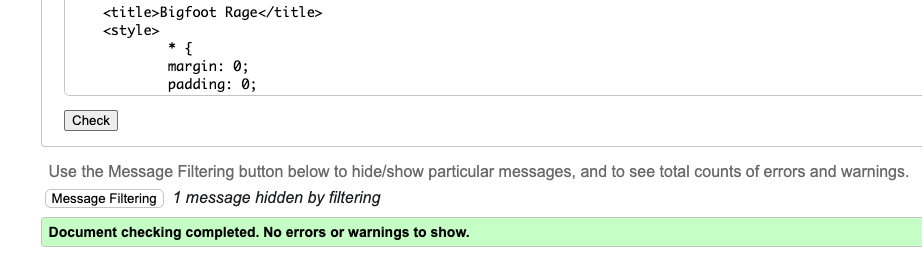 <title>Bigfoot Rage</title>
<style>
* {
margin: 0;
padding: 0;
Check
Use the Message Filtering button below to hide/show particular messages, and to see total counts of errors and warnings.
Message Filtering 1 message hidden by filtering
Document checking completed. No errors or warnings to show.